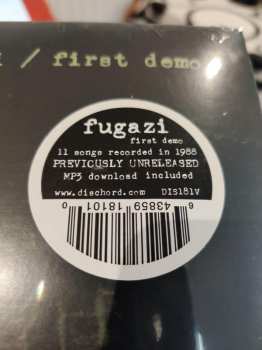 / first demo
fugazi
first demo
11 songs recorded in 1988
PREVIOUSLY UNRELEASED
MP3 download included
www.dischord.com DIS181V
6 43859 18101 0